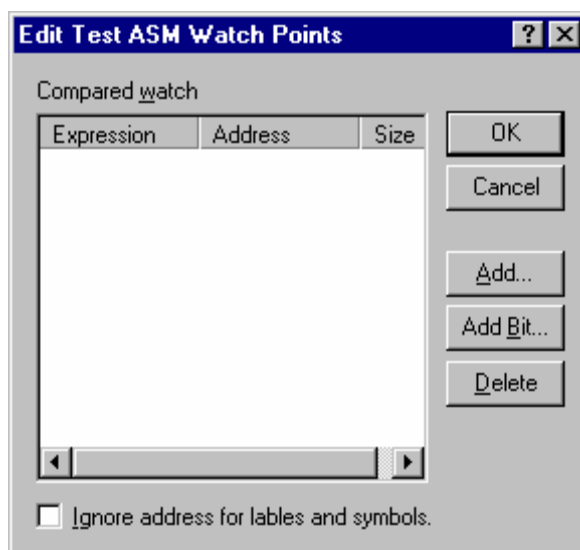 Edit Test ASM Watch Points
Compared watch
Expression Address Size
OK
Cancel
Add...
Add Bit...
Delete
Ignore address for lables and symbols.